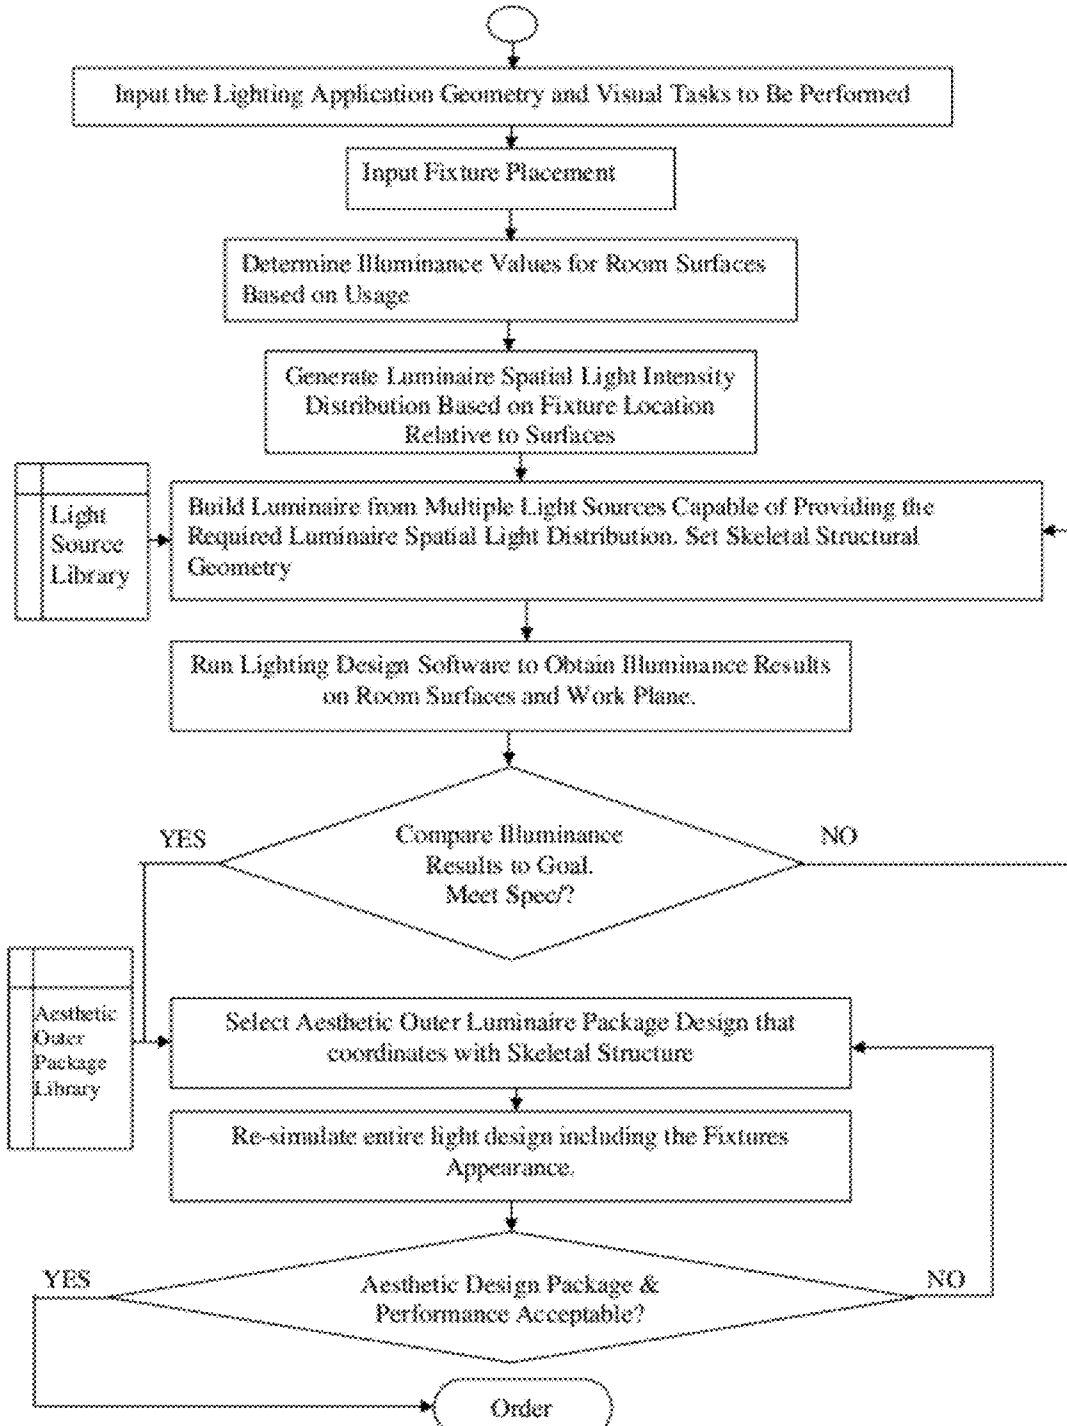 Input the Lighting Application Geometry and Visual Tasks to Be Performed
Input Fixture Placement
Determine Illuminance Values for Room Surfaces
Based on Usage
Generate Luminaire Spatial Light Intensity
Distribution Based on Fixture Location
Relative to Surfaces
Light
Source
Library
Build Luminaire from Multiple Light Sources Capable of Providing the
Required Luminaire Spatial Light Distribution. Set Skeletal Structural
Geometry
Run Lighting Design Software to Obtain Illuminance Results
on Room Surfaces and Work Plane.
YES
Compare Illuminance
Results to Goal.
Meet Spec/?
NO
Aesthetic
Outer
Package
Library
Select Aesthetic Outer Luminaire Package Design that
coordinates with Skeletal Structure
Re-simulate entire light design including the Fixtures
Appearance.
YES
Aesthetic Design Package &
Performance Acceptable?
NO
Order